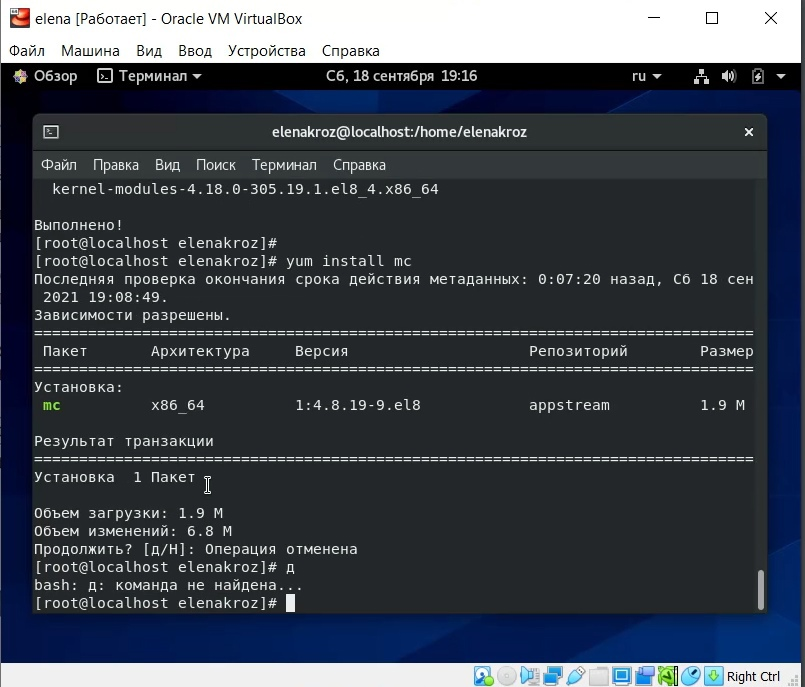 elena [Работает] - Oracle VM VirtualBox
Файл Машина Вид Ввод Устройства Справка
Обзор Терминал Сб, 18 сентября 19:16 ru
elenakroz@localhost:/home/elenakroz
Файл Правка Вид Поиск Терминал Справка
kernel-modules-4.18.0-305.19.1.el8_4.x86_64
Выполнено!
[root@localhost elenakroz]#
[root@localhost elenakroz]# yum install mc
Последняя проверка окончания срока действия метаданных: 0:07:20 назад, Сб 18 сен
2021 19:08:49.
Зависимости разрешены.
================================================================================
Пакет Архитектура Версия Репозиторий Размер
================================================================================
Установка:
mc x86_64 1:4.8.19-9.el8 appstream 1.9 M
Результат транзакции
================================================================================
Установка 1 Пакет
Объем загрузки: 1.9 M
Объем изменений: 6.8 M
Продолжить? [д/Н]: Операция отменена
[root@localhost elenakroz]# д
bash: д: команда не найдена...
[root@localhost elenakroz]#
Right Ctrl